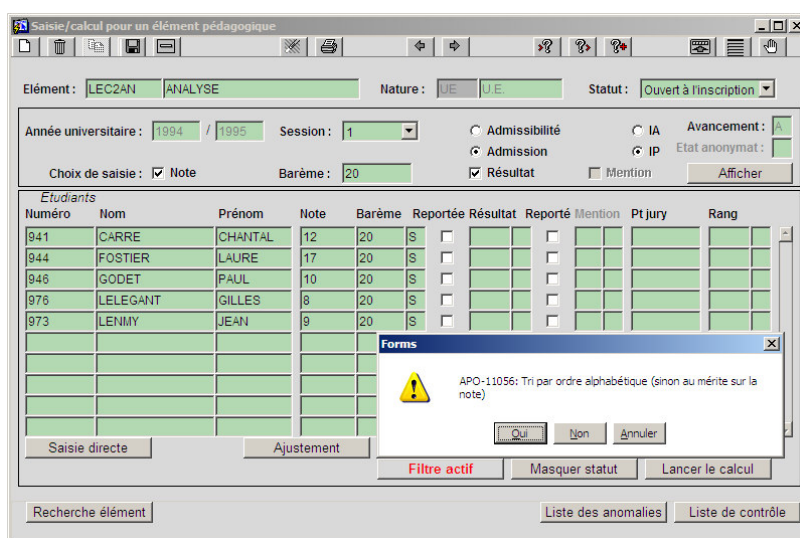 Saisie/calcul pour un élément pédagogique
Elément : LEC2AN ANALYSE Nature : UE U.E. Statut : Ouvert à l'inscription
Année universitaire : 1994 / 1995 Session : 1 Admissibilité IA Avancement : A
Admission IP Etat anonymat :
Choix de saisie : Note Barème : 20 Résultat Mention Afficher
Etudiants
Numéro Nom Prénom Note Barème Reportée Résultat Reporté Mention Pt jury Rang
941 CARRE CHANTAL 12 20 S
944 FOSTIER LAURE 17 20 S
946 GODET PAUL 10 20 S
976 LELEGANT GILLES 8 20 S
973 LENMY JEAN 9 20 S
Forms
APO-11056: Tri par ordre alphabétique (sinon au mérite sur la
note)
Oui Non Annuler
Saisie directe Ajustement
Filtre actif Masquer statut Lancer le calcul
Recherche élément Liste des anomalies Liste de contrôle